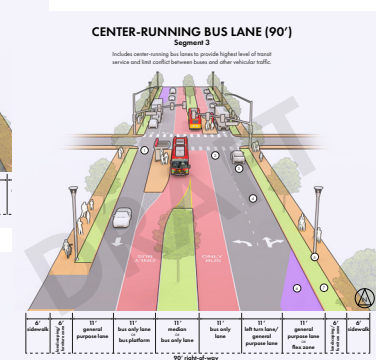 CENTER-RUNNING BUS LANE (90')
Segment 3
Includes center-running bus lanes to provide highest level of transit
service and limit conflict between buses and other vehicular traffic.
DRAFT
6'
sidewalk
6'
11'
general
purpose lane
11'
bus only lane
or
bus platform
11'
median
or
bus only lane
11'
bus only
lane
11'
left turn lane/
general
purpose lane
11'
general
purpose lane
or
flex zone
6'
6'
sidewalk
90' right-of-way